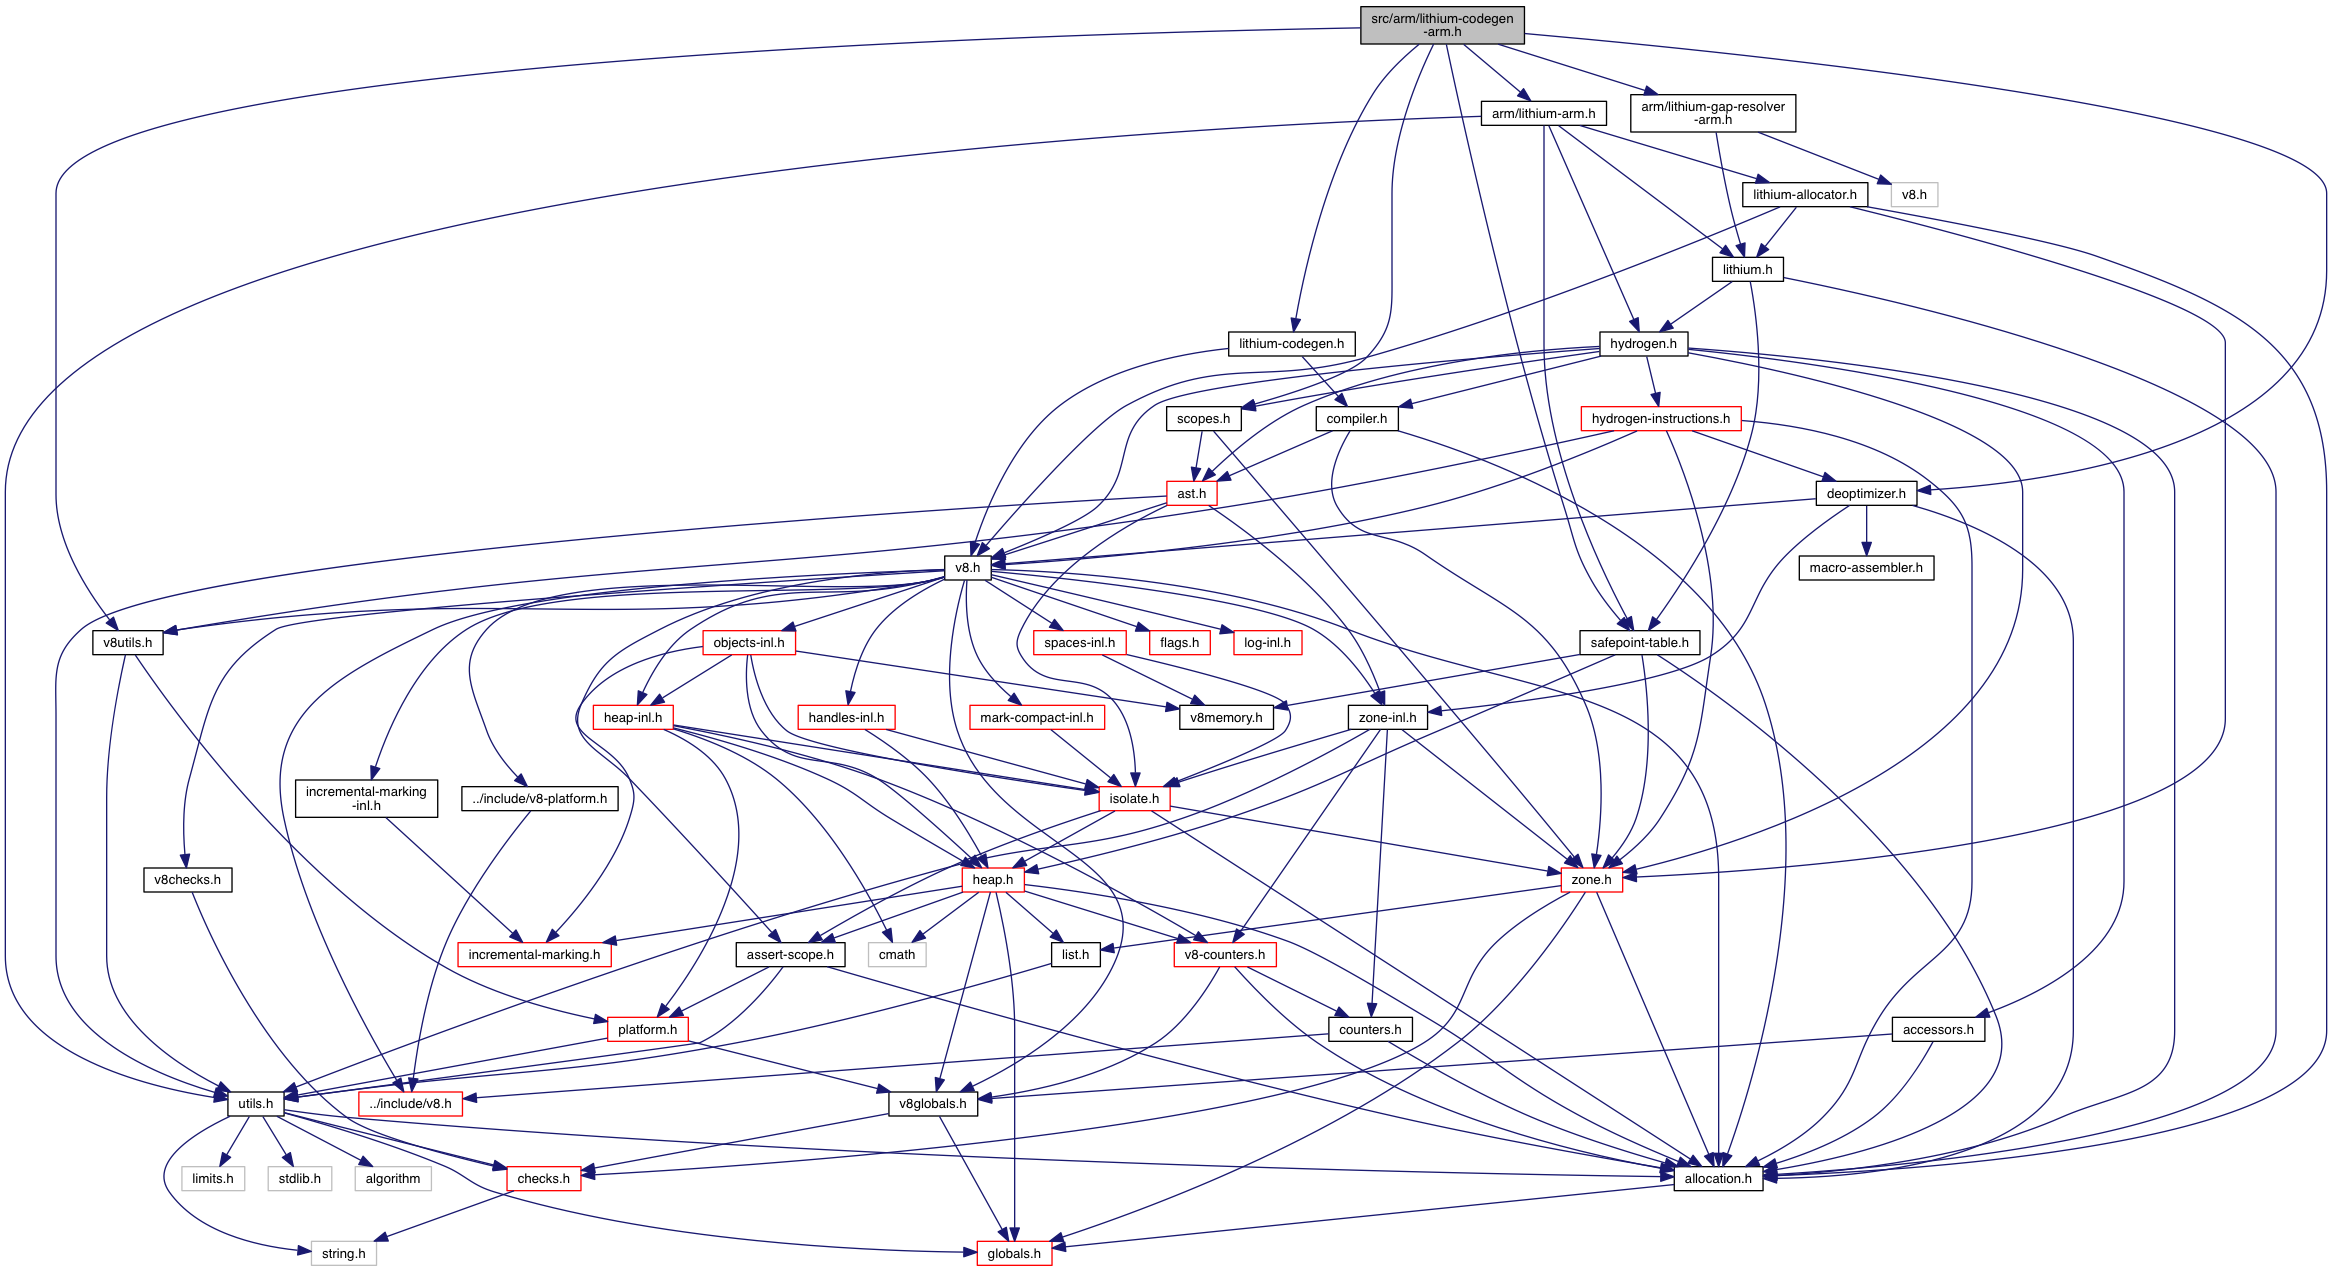 src/arm/lithium-codegen
-arm.h
arm/lithium-arm.h
arm/lithium-gap-resolver
-arm.h
lithium-allocator.h
v8.h
lithium.h
lithium-codegen.h
hydrogen.h
scopes.h
compiler.h
hydrogen-instructions.h
ast.h
deoptimizer.h
v8.h
macro-assembler.h
v8utils.h
objects-inl.h
spaces-inl.h
flags.h
log-inl.h
safepoint-table.h
heap-inl.h
handles-inl.h
mark-compact-inl.h
v8memory.h
zone-inl.h
incremental-marking
-inl.h
../include/v8-platform.h
isolate.h
v8checks.h
heap.h
zone.h
incremental-marking.h
assert-scope.h
cmath
list.h
v8-counters.h
platform.h
counters.h
accessors.h
utils.h
../include/v8.h
v8globals.h
limits.h
stdlib.h
algorithm
checks.h
allocation.h
string.h
globals.h